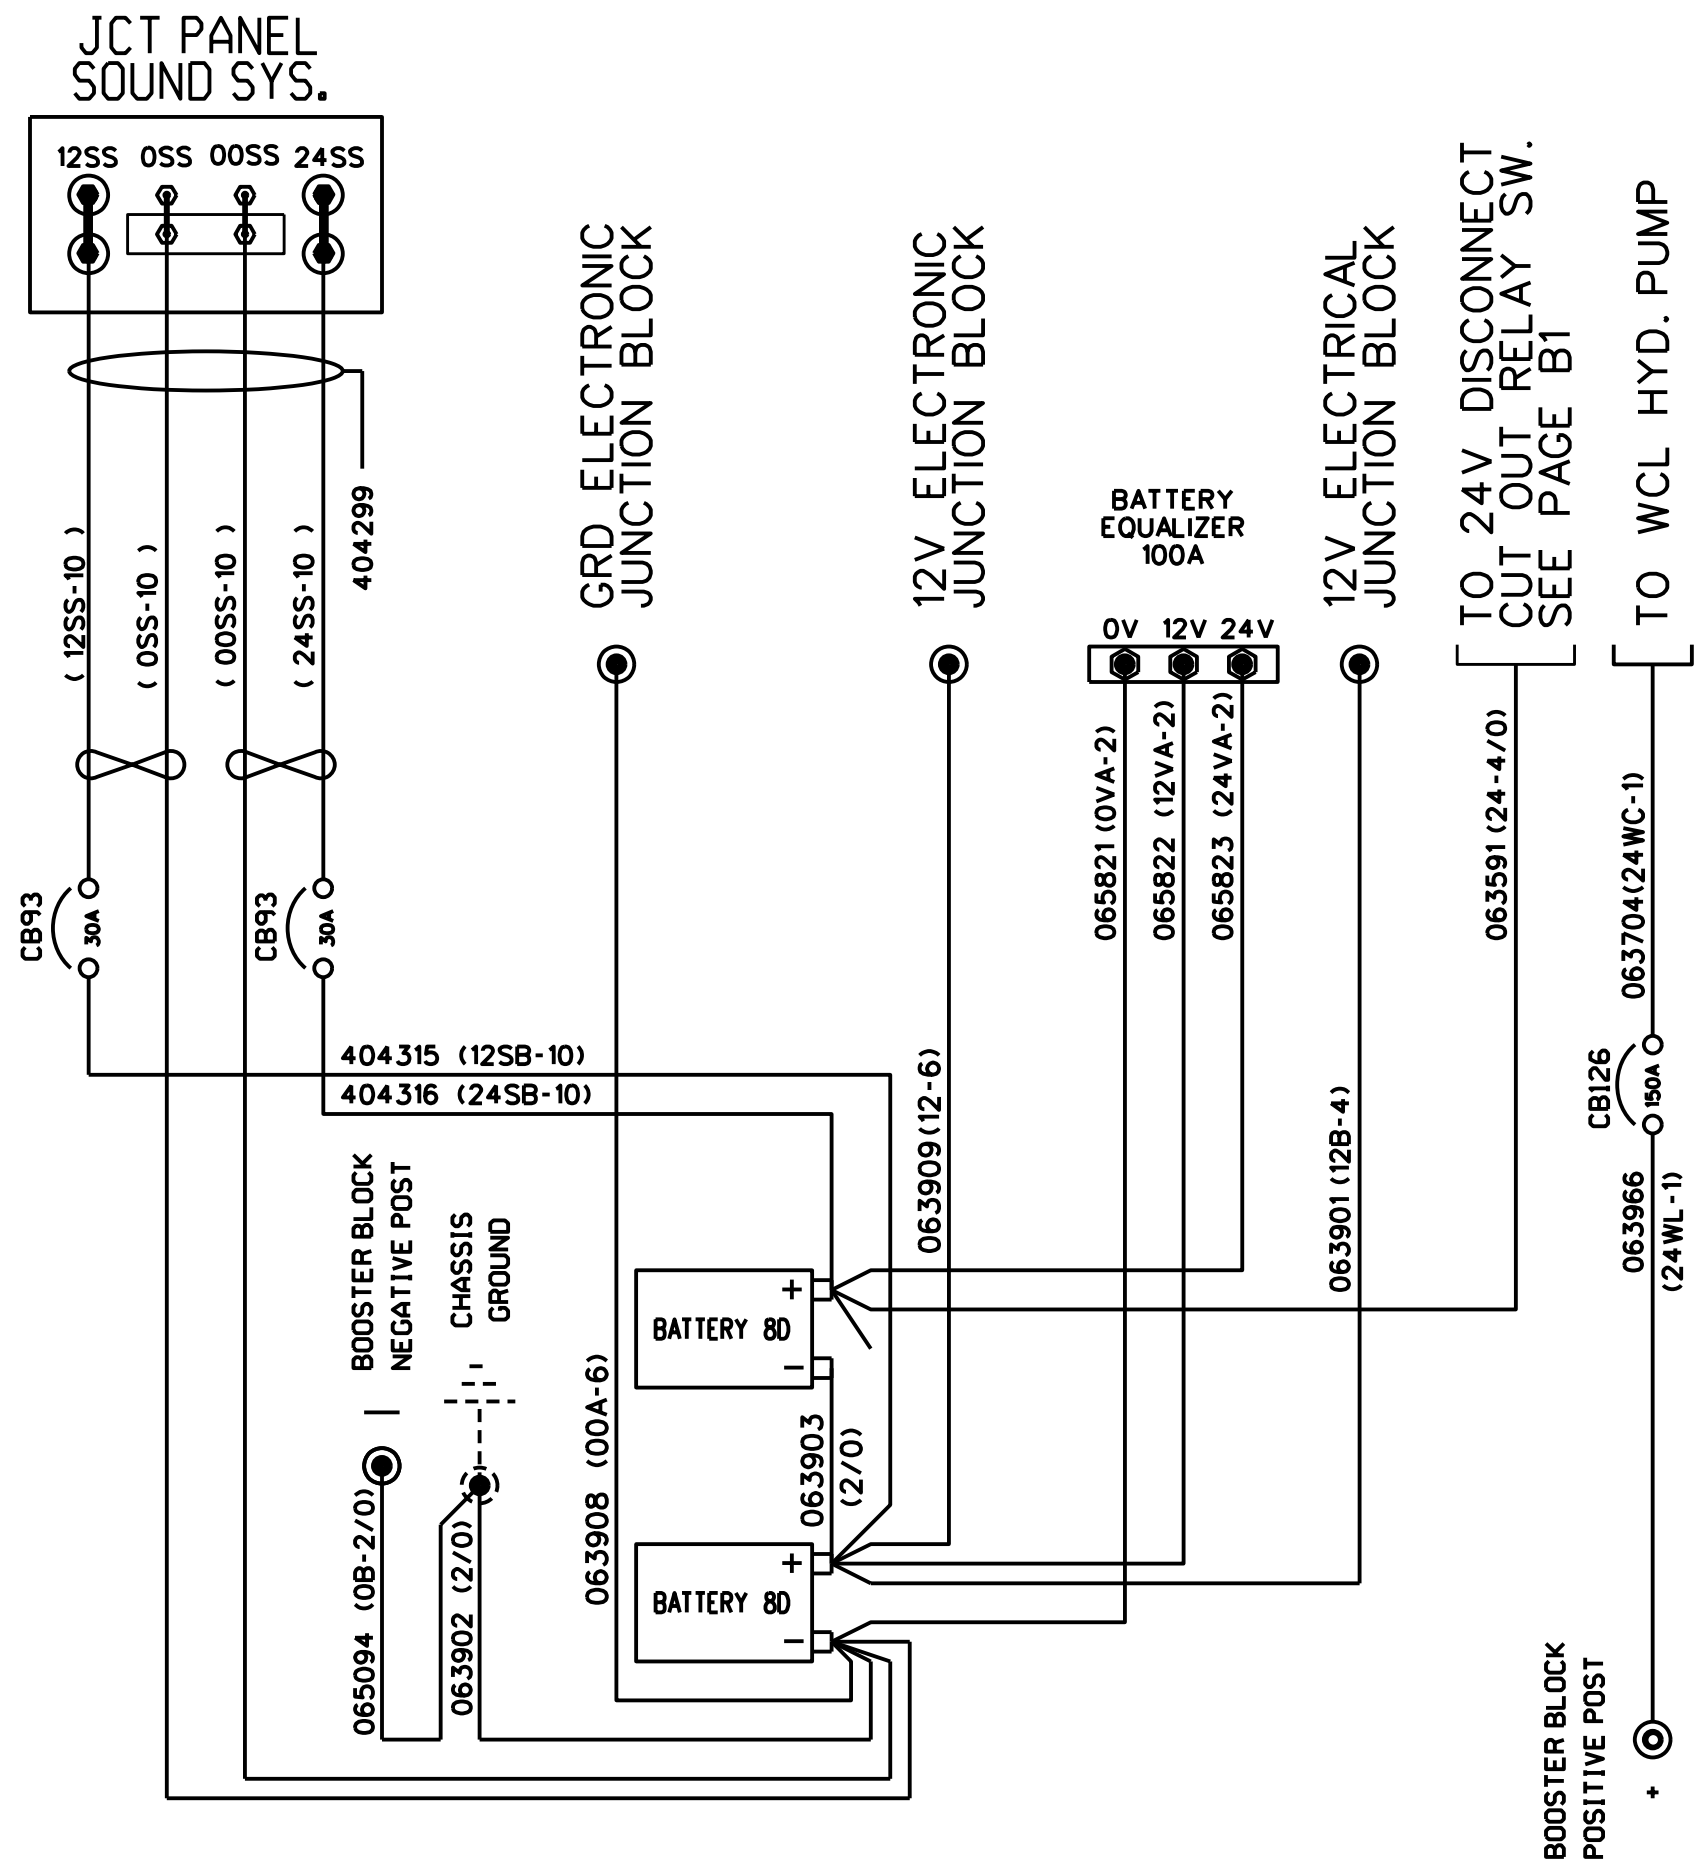 JCT PANEL
SOUND SYS.
12SS 0SS 00SS 24SS
( 12SS-10 )
( 0SS-10 )
( 00SS-10 )
( 24SS-10 )
404299
GRD ELECTRONIC
JUNCTION BLOCK
12V ELECTRONIC
JUNCTION BLOCK
BATTERY
EQUALIZER
100A
0V 12V 24V
12V ELECTRICAL
JUNCTION BLOCK
TO 24V DISCONNECT
CUT OUT RELAY SW.
SEE PAGE B1
TO WCL HYD. PUMP
065821 (0VA-2)
065822 (12VA-2)
065823 (24VA-2)
063591 (24-4/0)
063704 (24WC-1)
CB93
30A
CB93
30A
404315 (12SB-10)
404316 (24SB-10)
063909 (12-6)
063901 (12B-4)
CB126
150A
063966
(24WL-1)
BOOSTER BLOCK
NEGATIVE POST
CHASSIS
GROUND
+
BATTERY 8D
−
063908 (00A-6)
063903
(2/0)
065094 (0B-2/0)
063902 (2/0)
+
BATTERY 8D
−
BOOSTER BLOCK
POSITIVE POST
+